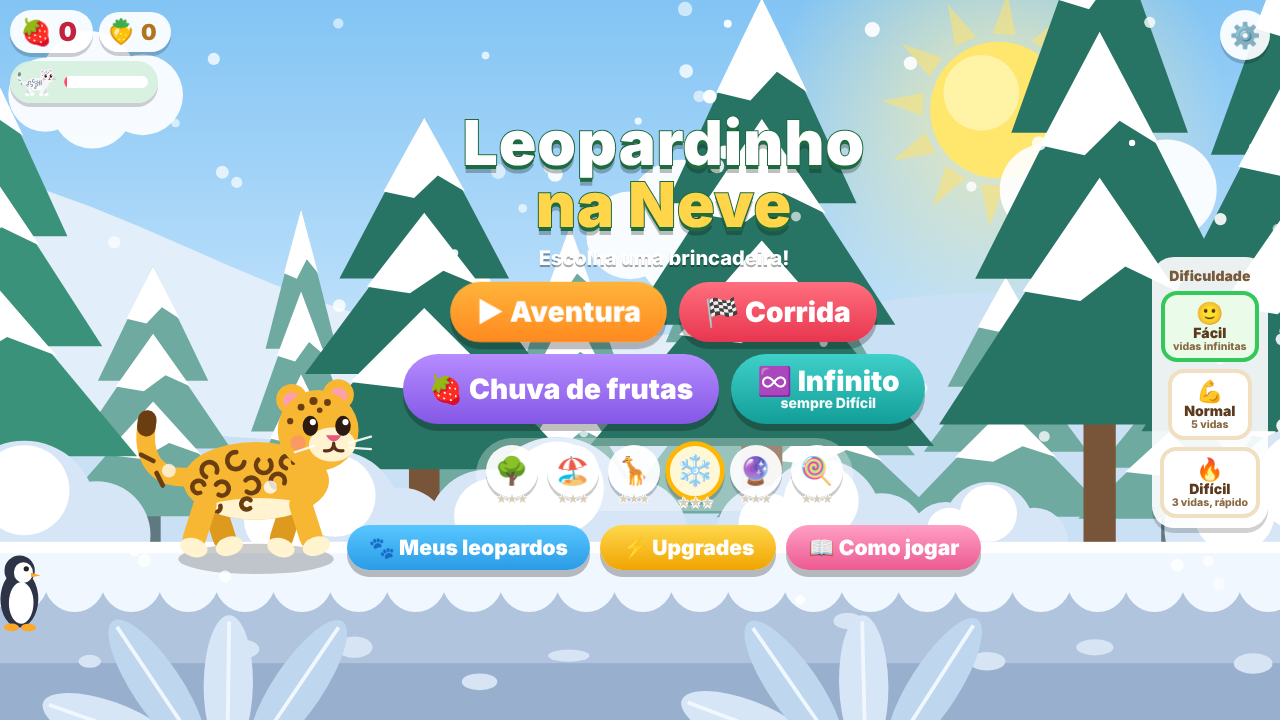 0
0
Leopardinho
na Neve
Escolha uma brincadeira!
Aventura
Corrida
Chuva de frutas
Infinito
sempre Difícil
Meus leopardos
Upgrades
Como jogar
Dificuldade
Fácil
vidas infinitas
Normal
5 vidas
Difícil
3 vidas, rápido